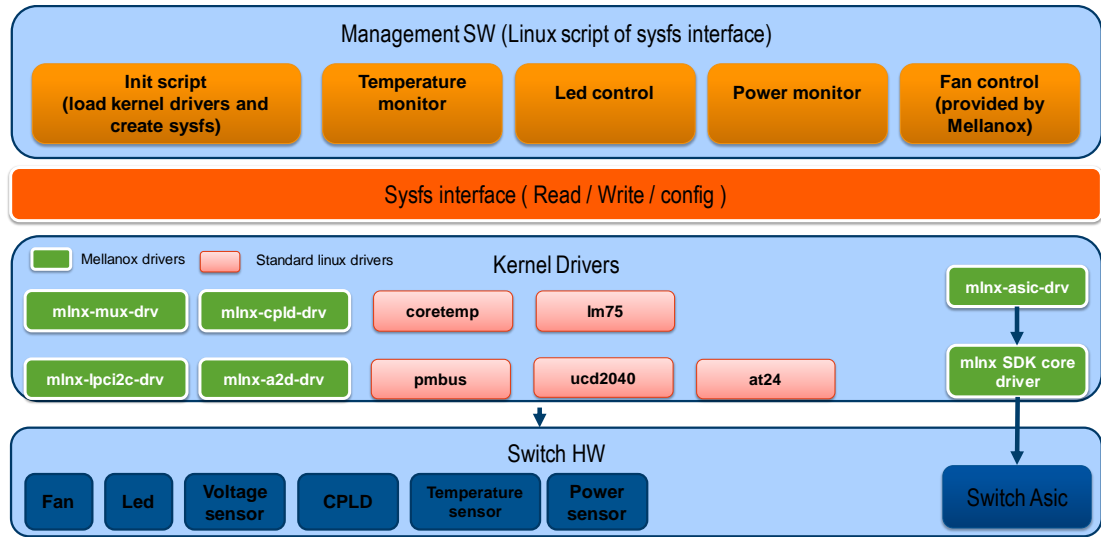 Management SW (Linux script of sysfs interface)
Init script
(load kernel drivers and
create sysfs)
Temperature
monitor
Led control
Power monitor
Fan control
(provided by
Mellanox)
Sysfs interface ( Read / Write / config )
Mellanox drivers
Standard linux drivers
Kernel Drivers
mlnx-mux-drv
mlnx-cpld-drv
coretemp
lm75
mlnx-asic-drv
mlnx-lpci2c-drv
mlnx-a2d-drv
pmbus
ucd2040
at24
mlnx SDK core
driver
Switch HW
Fan
Led
Voltage
sensor
CPLD
Temperature
sensor
Power
sensor
Switch Asic